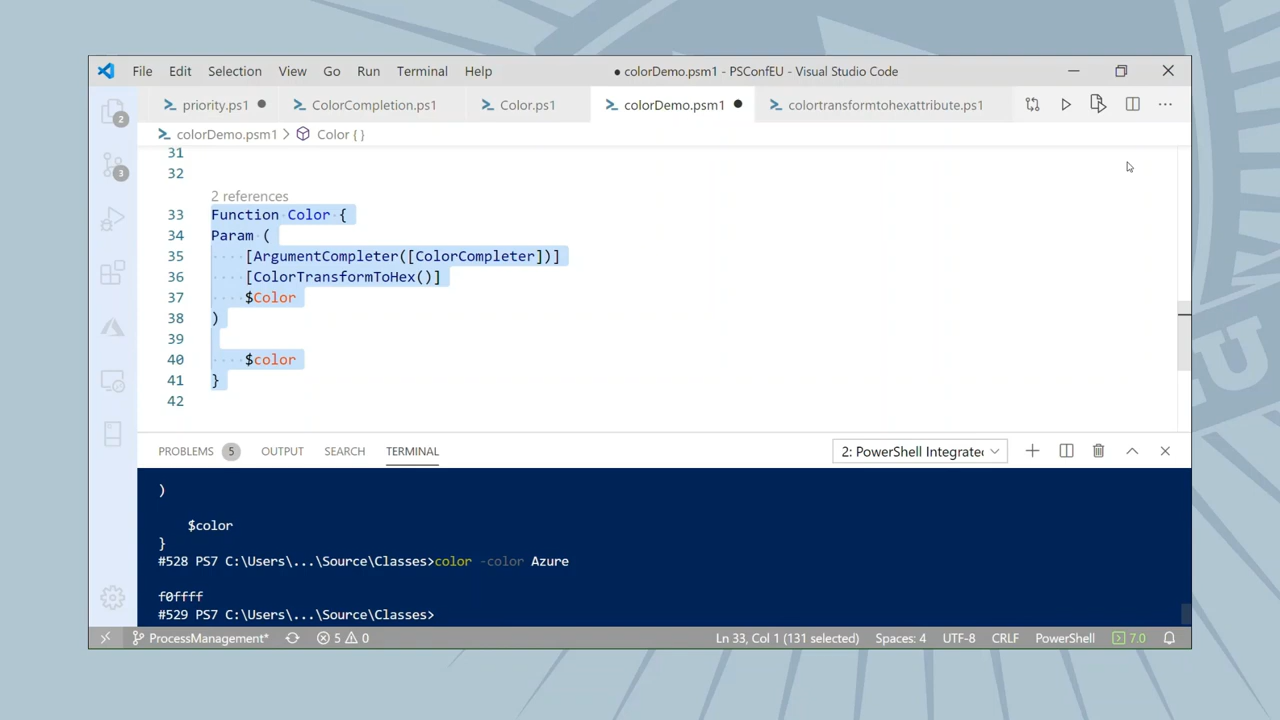 File Edit Selection View Go Run Terminal Help ● colorDemo.psm1 - PSConfEU - Visual Studio Code
priority.ps1 ColorCompletion.ps1 Color.ps1 colorDemo.psm1 colortransformtohexattribute.ps1
colorDemo.psm1 > Color { }
31
32
2 references
33 Function Color {
34 Param (
35 [ArgumentCompleter([ColorCompleter])]
36 [ColorTransformToHex()]
37 $Color
38 )
39
40 $color
41 }
42
2
3
PROBLEMS 5 OUTPUT SEARCH TERMINAL 2: PowerShell Integrate
)
$color
}
#528 PS7 C:\Users\...\Source\Classes>color -color Azure
f0ffff
#529 PS7 C:\Users\...\Source\Classes>
ProcessManagement* 5 0 Ln 33, Col 1 (131 selected) Spaces: 4 UTF-8 CRLF PowerShell 7.0